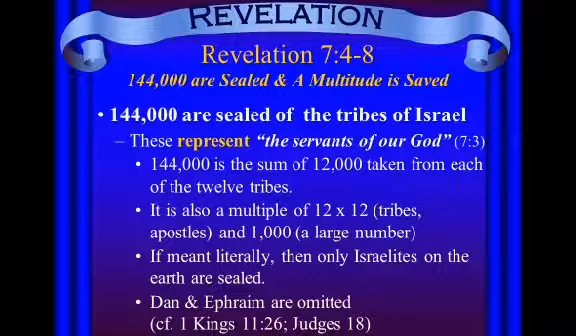 REVELATION
Revelation 7:4-8
144,000 are Sealed & A Multitude is Saved
• 144,000 are sealed of the tribes of Israel
– These represent “the servants of our God” (7:3)
• 144,000 is the sum of 12,000 taken from each
of the twelve tribes.
• It is also a multiple of 12 x 12 (tribes,
apostles) and 1,000 (a large number)
• If meant literally, then only Israelites on the
earth are sealed.
• Dan & Ephraim are omitted
(cf. 1 Kings 11:26; Judges 18)